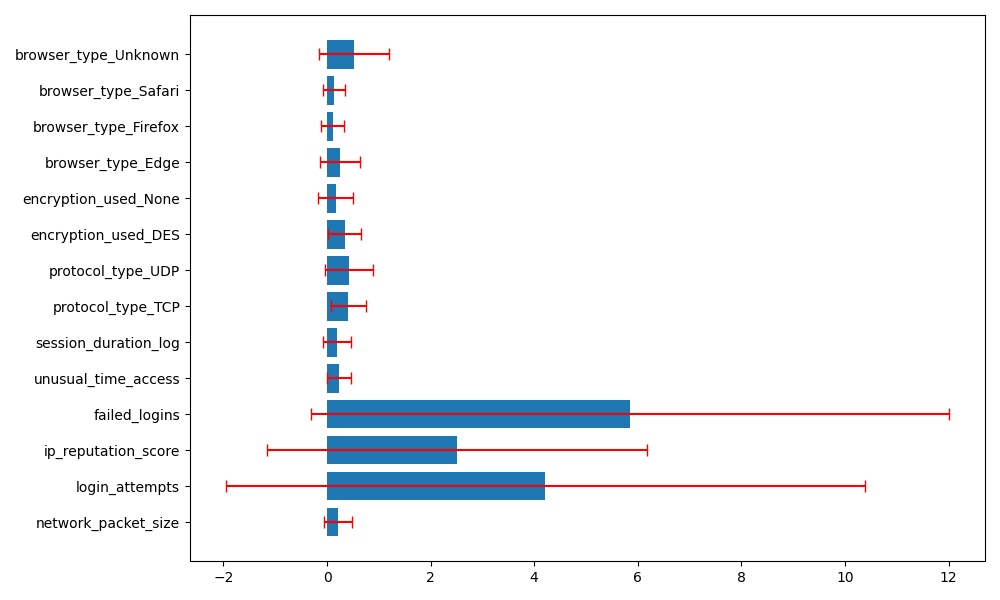 browser_type_Unknown
browser_type_Safari
browser_type_Firefox
browser_type_Edge
encryption_used_None
encryption_used_DES
protocol_type_UDP
protocol_type_TCP
session_duration_log
unusual_time_access
failed_logins
ip_reputation_score
login_attempts
network_packet_size
−2 0 2 4 6 8 10 12